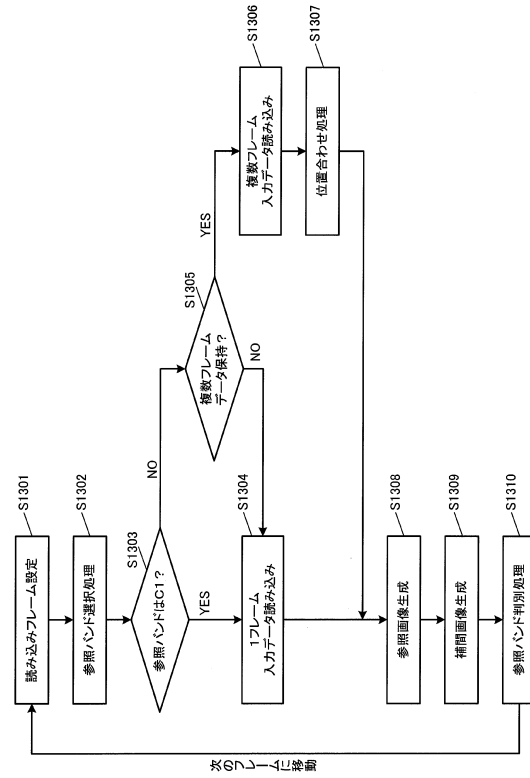 S1301
読み込みフレーム設定
S1302
参照バンド選択処理
S1303
参照バンドはC1？
NO
YES
S1305
複数フレーム
データ保持？
YES
NO
S1304
1フレーム
入力データ読み込み
S1306
複数フレーム
入力データ読み込み
S1307
位置合わせ処理
S1308
参照画像生成
S1309
補間画像生成
S1310
参照バンド判別処理
次のフレームに移動